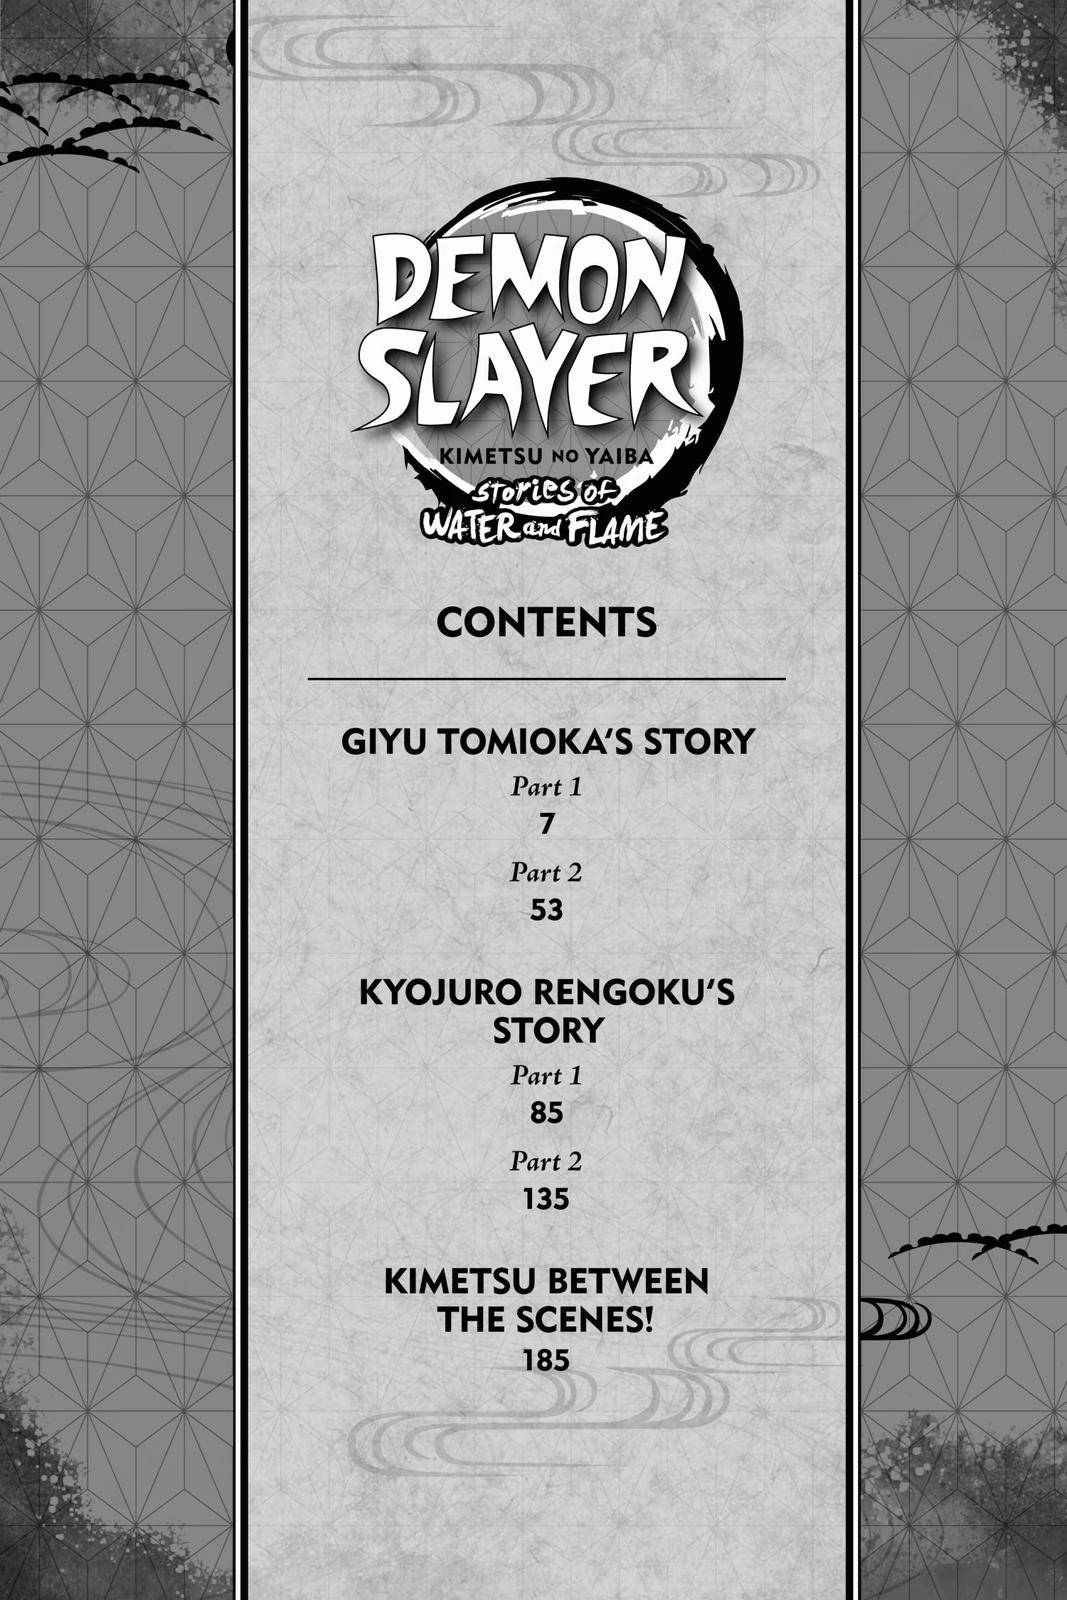 DEMON
SLAYER
KIMETSU NO YAIBA
stories of
WATER and FLAME
CONTENTS
GIYU TOMIOKA‘S STORY
Part 1
7
Part 2
53
KYOJURO RENGOKU‘S
STORY
Part 1
85
Part 2
135
KIMETSU BETWEEN
THE SCENES!
185